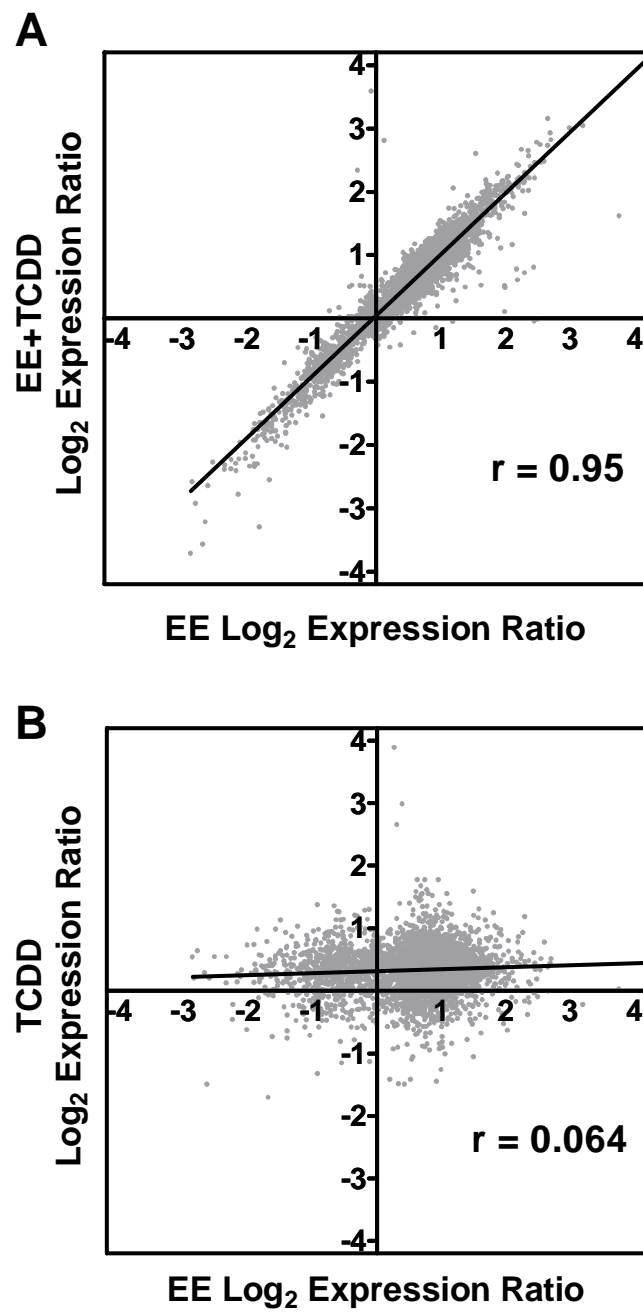 A
EE+TCDD
Log2 Expression Ratio
4
3
2
1
-4 -3 -2 -1 1 2 3 4
-1
-2
-3
-4
r = 0.95
EE Log2 Expression Ratio
B
TCDD
Log2 Expression Ratio
4
3
2
1
-4 -3 -2 -1 1 2 3 4
-1
-2
-3
-4
r = 0.064
EE Log2 Expression Ratio